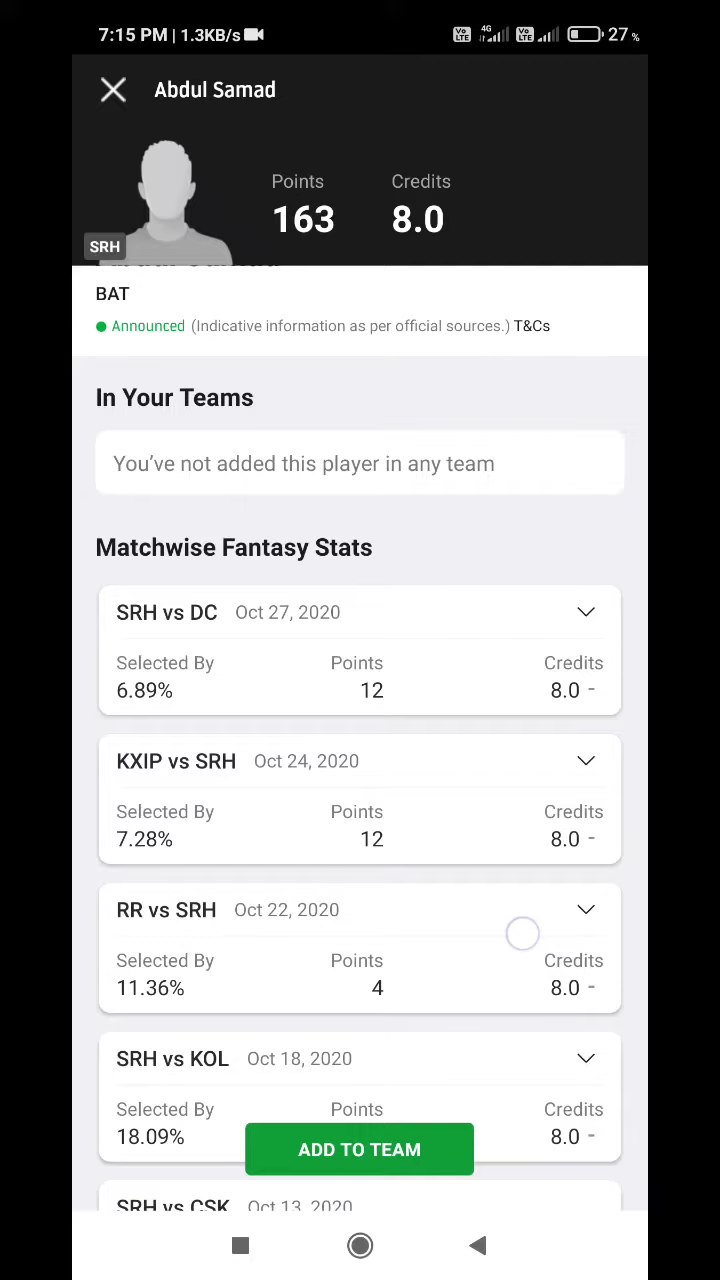 7:15 PM | 1.3KB/s Vo LTE 4G Vo LTE 27 %
Abdul Samad
Points Credits
163 8.0
SRH
BAT
Announced (Indicative information as per official sources.) T&Cs
In Your Teams
You’ve not added this player in any team
Matchwise Fantasy Stats
SRH vs DC Oct 27, 2020
Selected By Points Credits
6.89% 12 8.0 -
KXIP vs SRH Oct 24, 2020
Selected By Points Credits
7.28% 12 8.0 -
RR vs SRH Oct 22, 2020
Selected By Points Credits
11.36% 4 8.0 -
SRH vs KOL Oct 18, 2020
Selected By Points Credits
18.09% 8.0 -
ADD TO TEAM
SRH vs CSK Oct 13, 2020